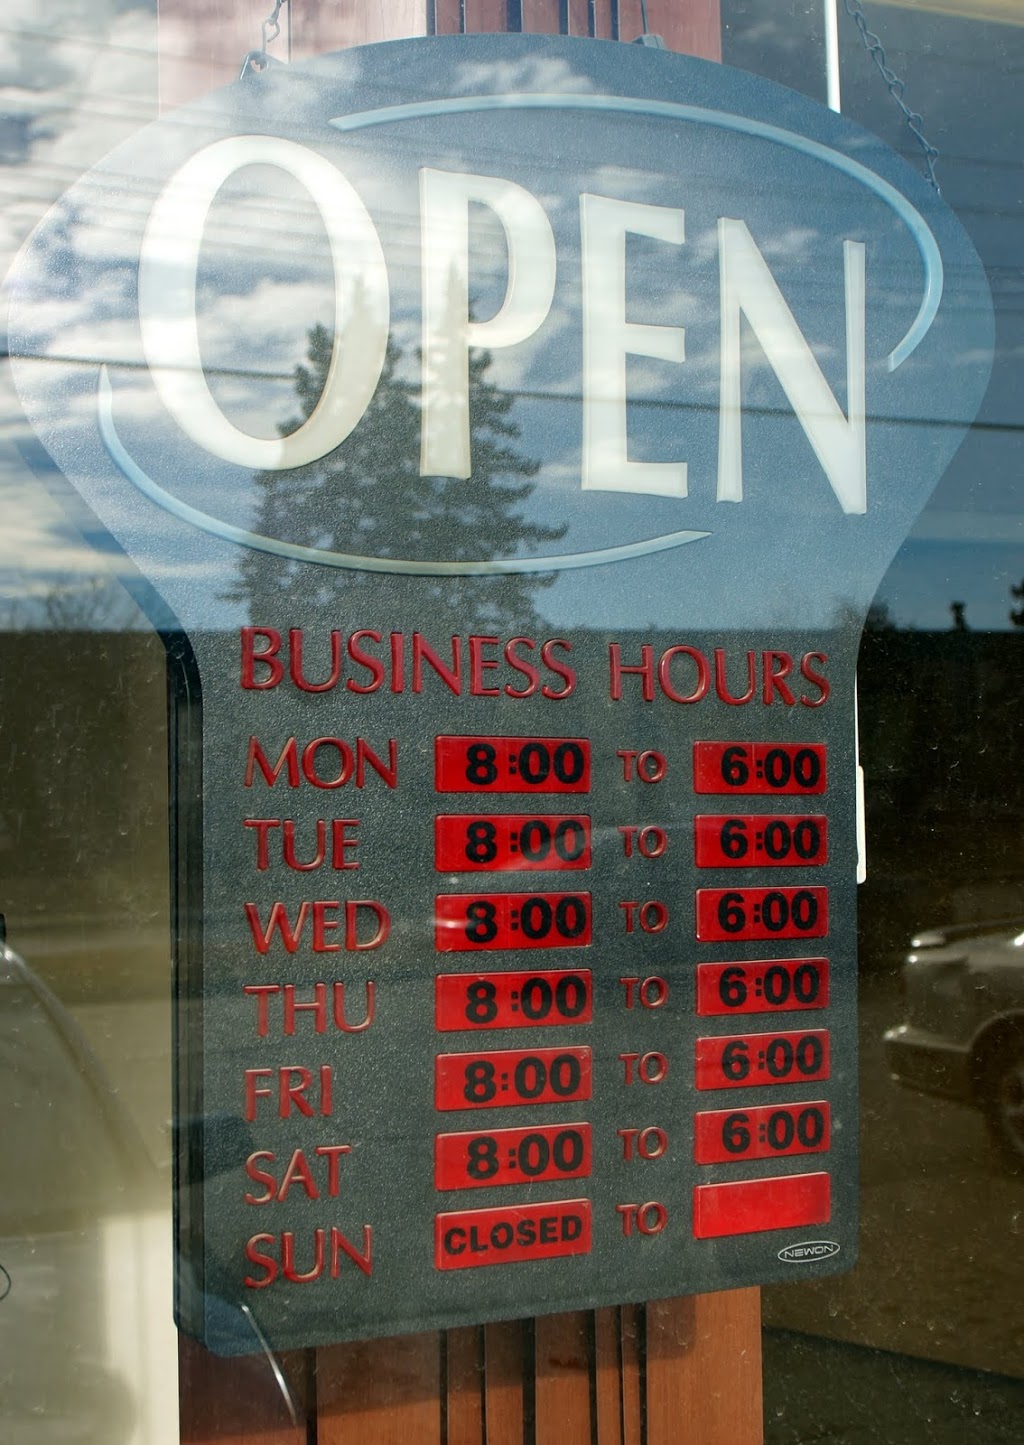 OPEN
BUSINESS HOURS
MON 8:00 TO 6:00
TUE 8:00 TO 6:00
WED 8:00 TO 6:00
THU 8:00 TO 6:00
FRI 8:00 TO 6:00
SAT 8:00 TO 6:00
SUN CLOSED TO
NEWON